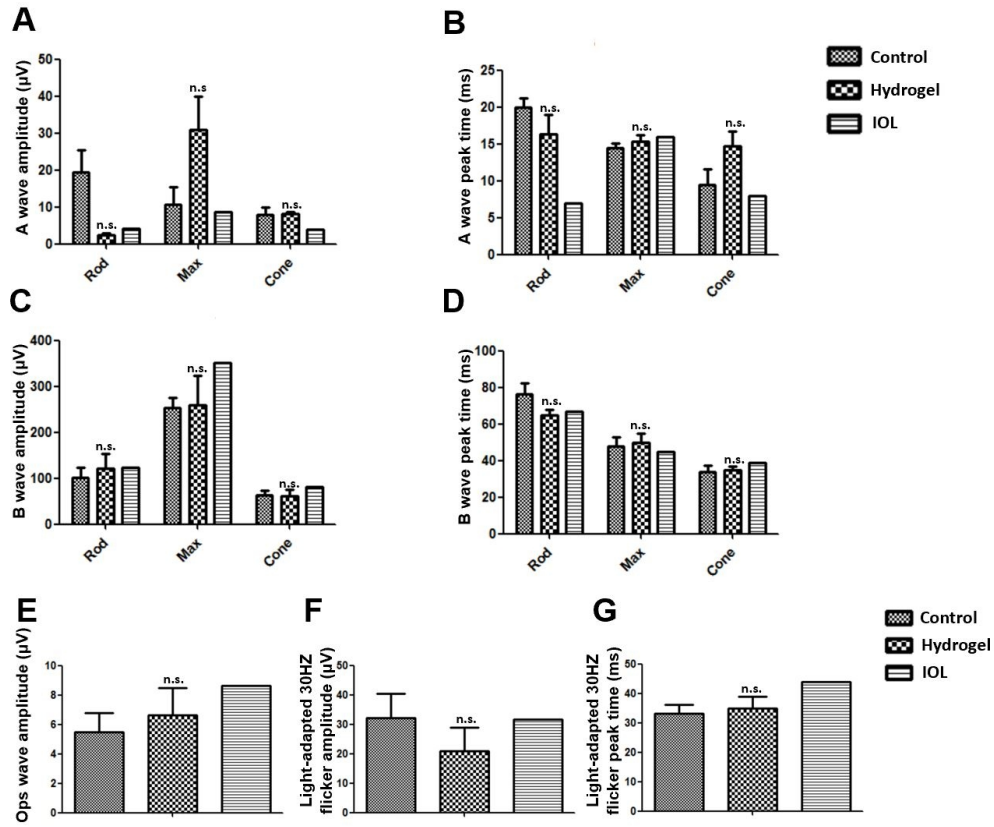 A
A wave amplitude (µV)
50
40
30
20
10
0
n.s.
n.s
n.s.
Rod
Max
Cone
B
A wave peak time (ms)
25
20
15
10
5
0
n.s.
n.s.
n.s.
Rod
Max
Cone
Control
Hydrogel
IOL
C
B wave amplitude (µV)
400
300
200
100
0
n.s.
n.s.
n.s.
Rod
Max
Cone
D
B wave peak time (ms)
100
80
60
40
20
0
n.s.
n.s.
n.s.
Rod
Max
Cone
E
Ops wave amplitude (µV)
10
8
6
4
2
0
n.s.
F
Light-adapted 30HZ
flicker amplitude (µV)
50
40
30
20
10
0
n.s.
G
Light-adapted 30HZ
flicker peak time (ms)
50
40
30
20
10
0
n.s.
Control
Hydrogel
IOL